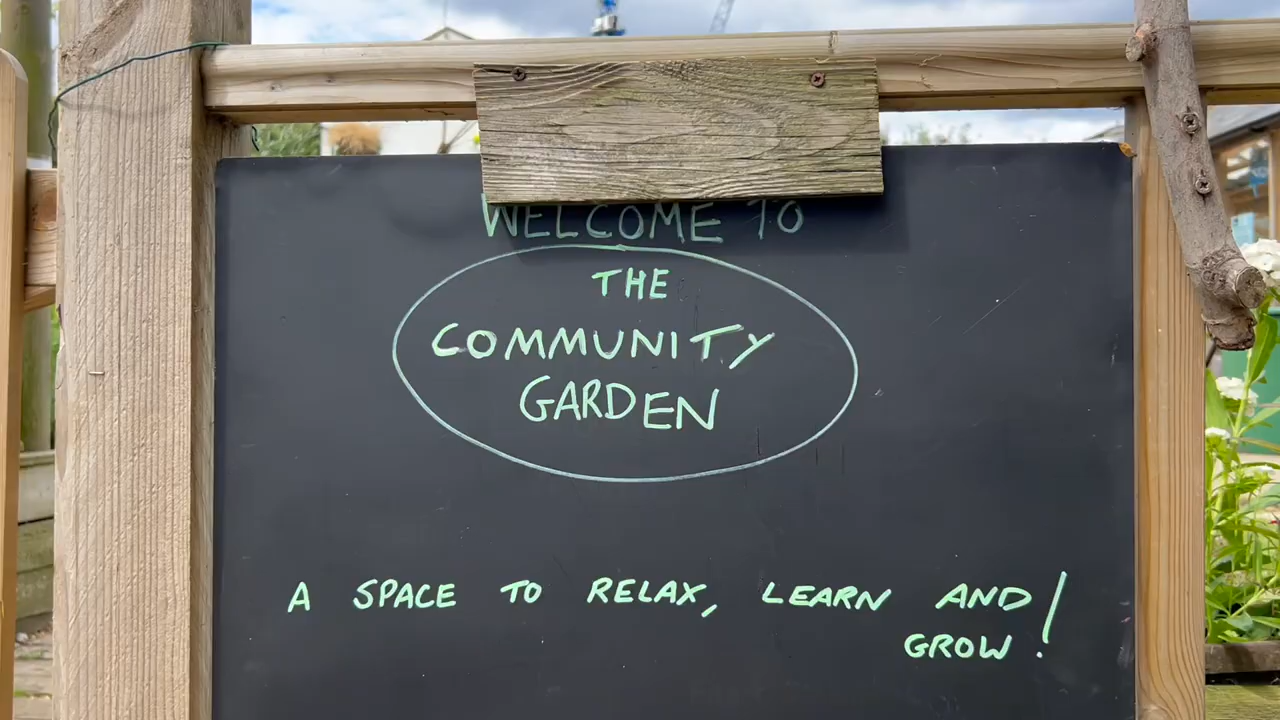 WELCOME TO
THE
COMMUNITY
GARDEN
A SPACE TO RELAX, LEARN AND
GROW!